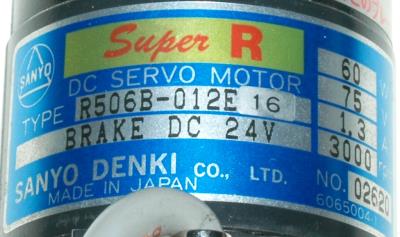 SANYO
Super R
DC SERVO MOTOR
TYPE R506B-012E 16
BRAKE DC 24V
60 W
75 V
1.3 A
3000
SANYO DENKI CO., LTD.
MADE IN JAPAN
NO. 02620
6065004-1